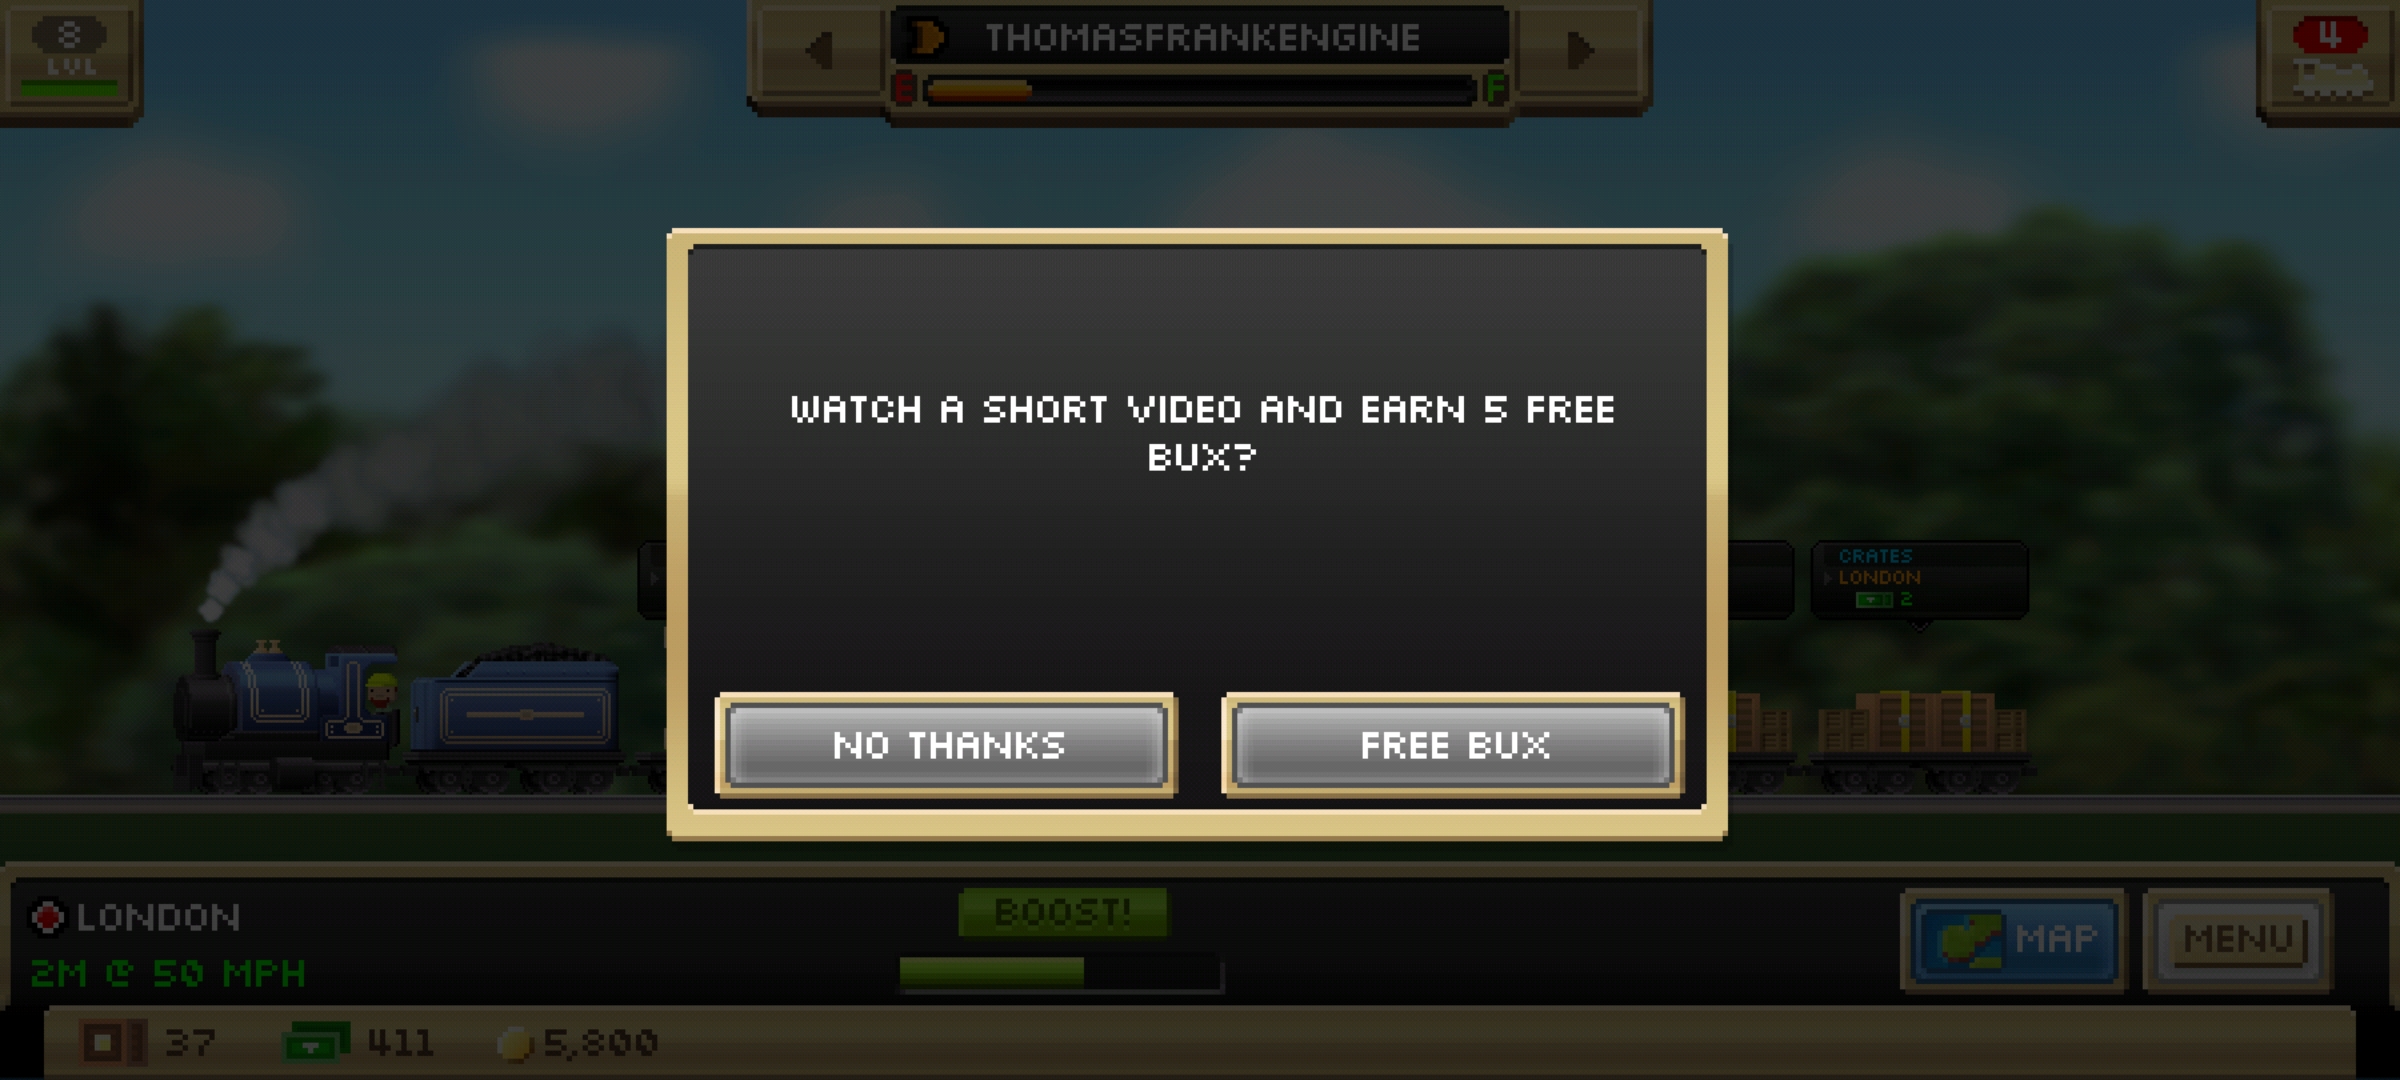 8
LVL
THOMASFRANKENGINE
E
F
4
WATCH A SHORT VIDEO AND EARN 5 FREE
BUX?
NO THANKS
FREE BUX
CRATES
LONDON
2
LONDON
2M @ 50 MPH
BOOST!
MAP
MENU
37
411
5,800